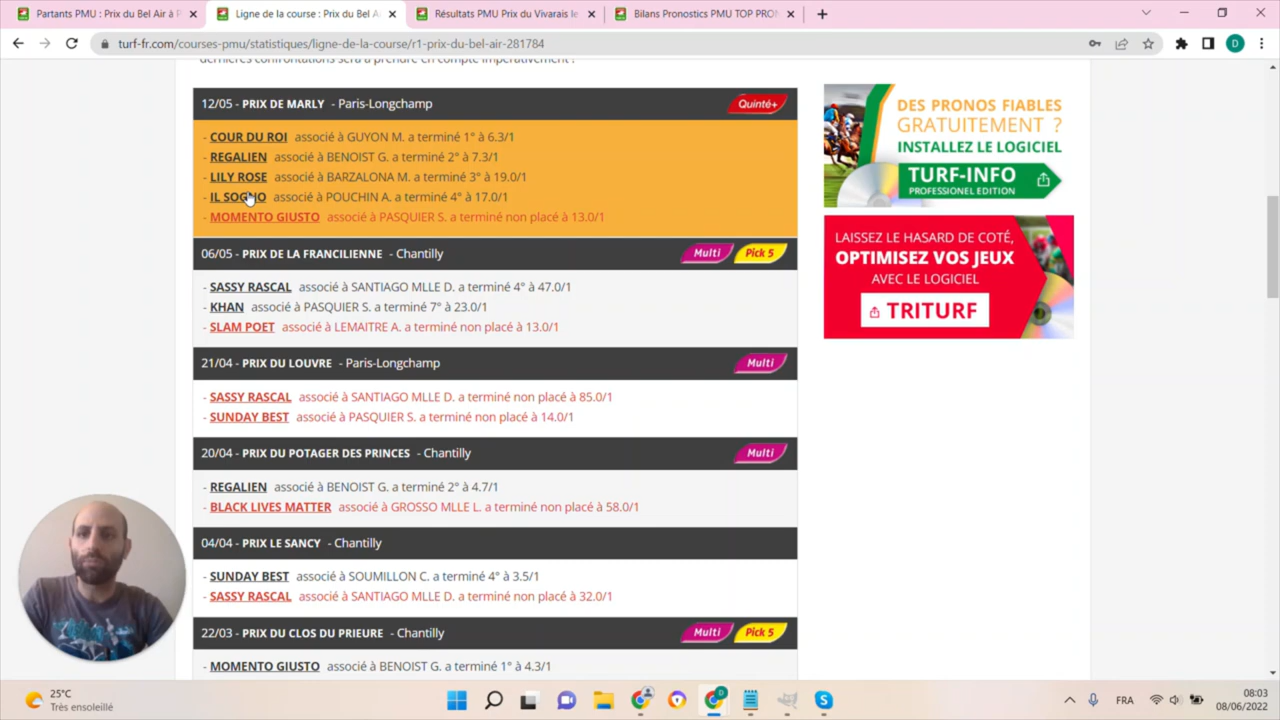 Partants PMU : Prix du Bel Air à P
Ligne de la course : Prix du Bel Ai
Résultats PMU Prix du Vivarais le
Bilans Pronostics PMU TOP PRON
turf-fr.com/courses-pmu/statistiques/ligne-de-la-course/r1-prix-du-bel-air-281784
D
dernières confrontations sera à prendre en compte impérativement !
12/05 - PRIX DE MARLY - Paris-Longchamp
Quinté+
- COUR DU ROI associé à GUYON M. a terminé 1° à 6.3/1
- REGALIEN associé à BENOIST G. a terminé 2° à 7.3/1
- LILY ROSE associé à BARZALONA M. a terminé 3° à 19.0/1
- IL SOGNO associé à POUCHIN A. a terminé 4° à 17.0/1
- MOMENTO GIUSTO associé à PASQUIER S. a terminé non placé à 13.0/1
06/05 - PRIX DE LA FRANCILIENNE - Chantilly
Multi Pick 5
- SASSY RASCAL associé à SANTIAGO MLLE D. a terminé 4° à 47.0/1
- KHAN associé à PASQUIER S. a terminé 7° à 23.0/1
- SLAM POET associé à LEMAITRE A. a terminé non placé à 13.0/1
21/04 - PRIX DU LOUVRE - Paris-Longchamp
Multi
- SASSY RASCAL associé à SANTIAGO MLLE D. a terminé non placé à 85.0/1
- SUNDAY BEST associé à PASQUIER S. a terminé non placé à 14.0/1
20/04 - PRIX DU POTAGER DES PRINCES - Chantilly
Multi
- REGALIEN associé à BENOIST G. a terminé 2° à 4.7/1
- BLACK LIVES MATTER associé à GROSSO MLLE L. a terminé non placé à 58.0/1
04/04 - PRIX LE SANCY - Chantilly
- SUNDAY BEST associé à SOUMILLON C. a terminé 4° à 3.5/1
- SASSY RASCAL associé à SANTIAGO MLLE D. a terminé non placé à 32.0/1
22/03 - PRIX DU CLOS DU PRIEURE - Chantilly
Multi Pick 5
- MOMENTO GIUSTO associé à BENOIST G. a terminé 1° à 4.3/1
DES PRONOS FIABLES
GRATUITEMENT ?
INSTALLEZ LE LOGICIEL
TURF-INFO
PROFESSIONEL EDITION
LAISSEZ LE HASARD DE COTÉ,
OPTIMISEZ VOS JEUX
AVEC LE LOGICIEL
TRITURF
25°C
Très ensoleillé
FRA
08:03
08/06/2022